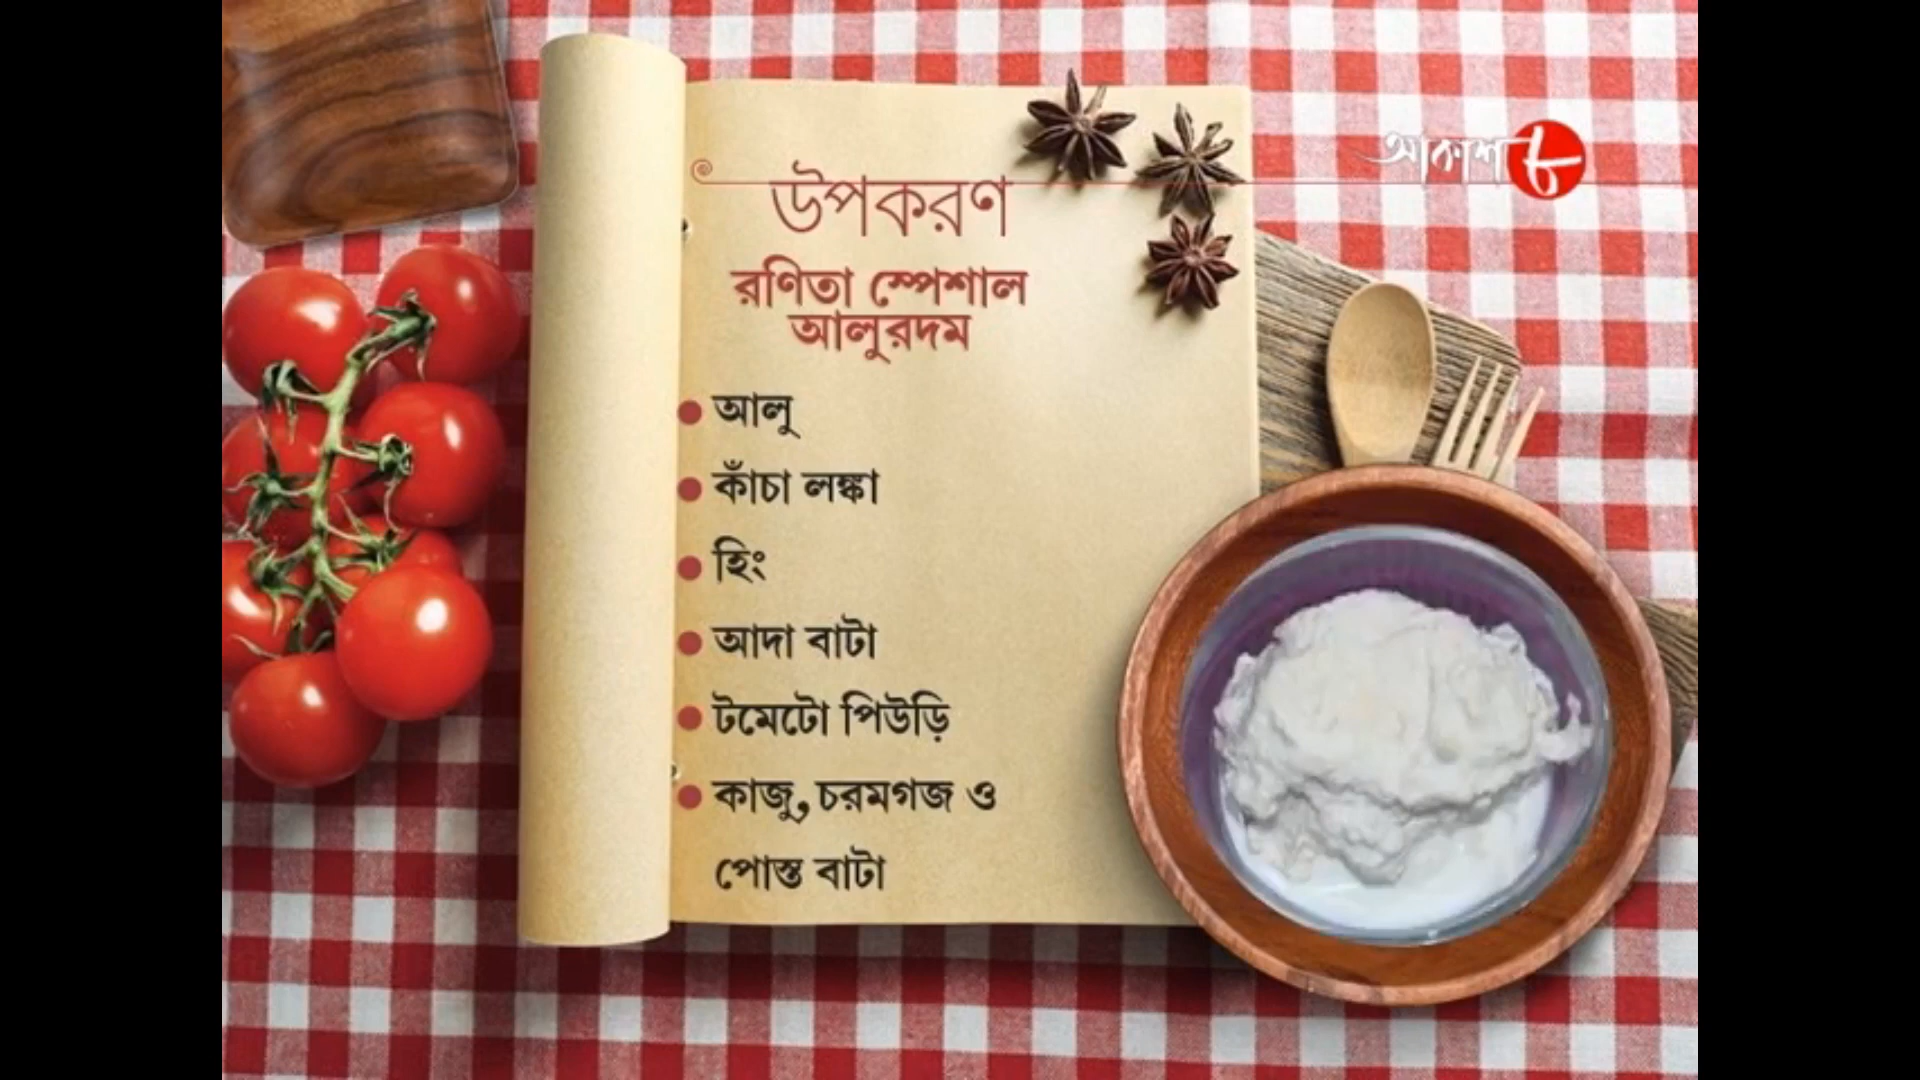 আকাশ ৮
উপকরণ
রণিতা স্পেশাল
আলুরদম
আলু
কাঁচা লঙ্কা
হিং
আদা বাটা
টমেটো পিউড়ি
কাজু, চরমগজ ও
পোস্ত বাটা